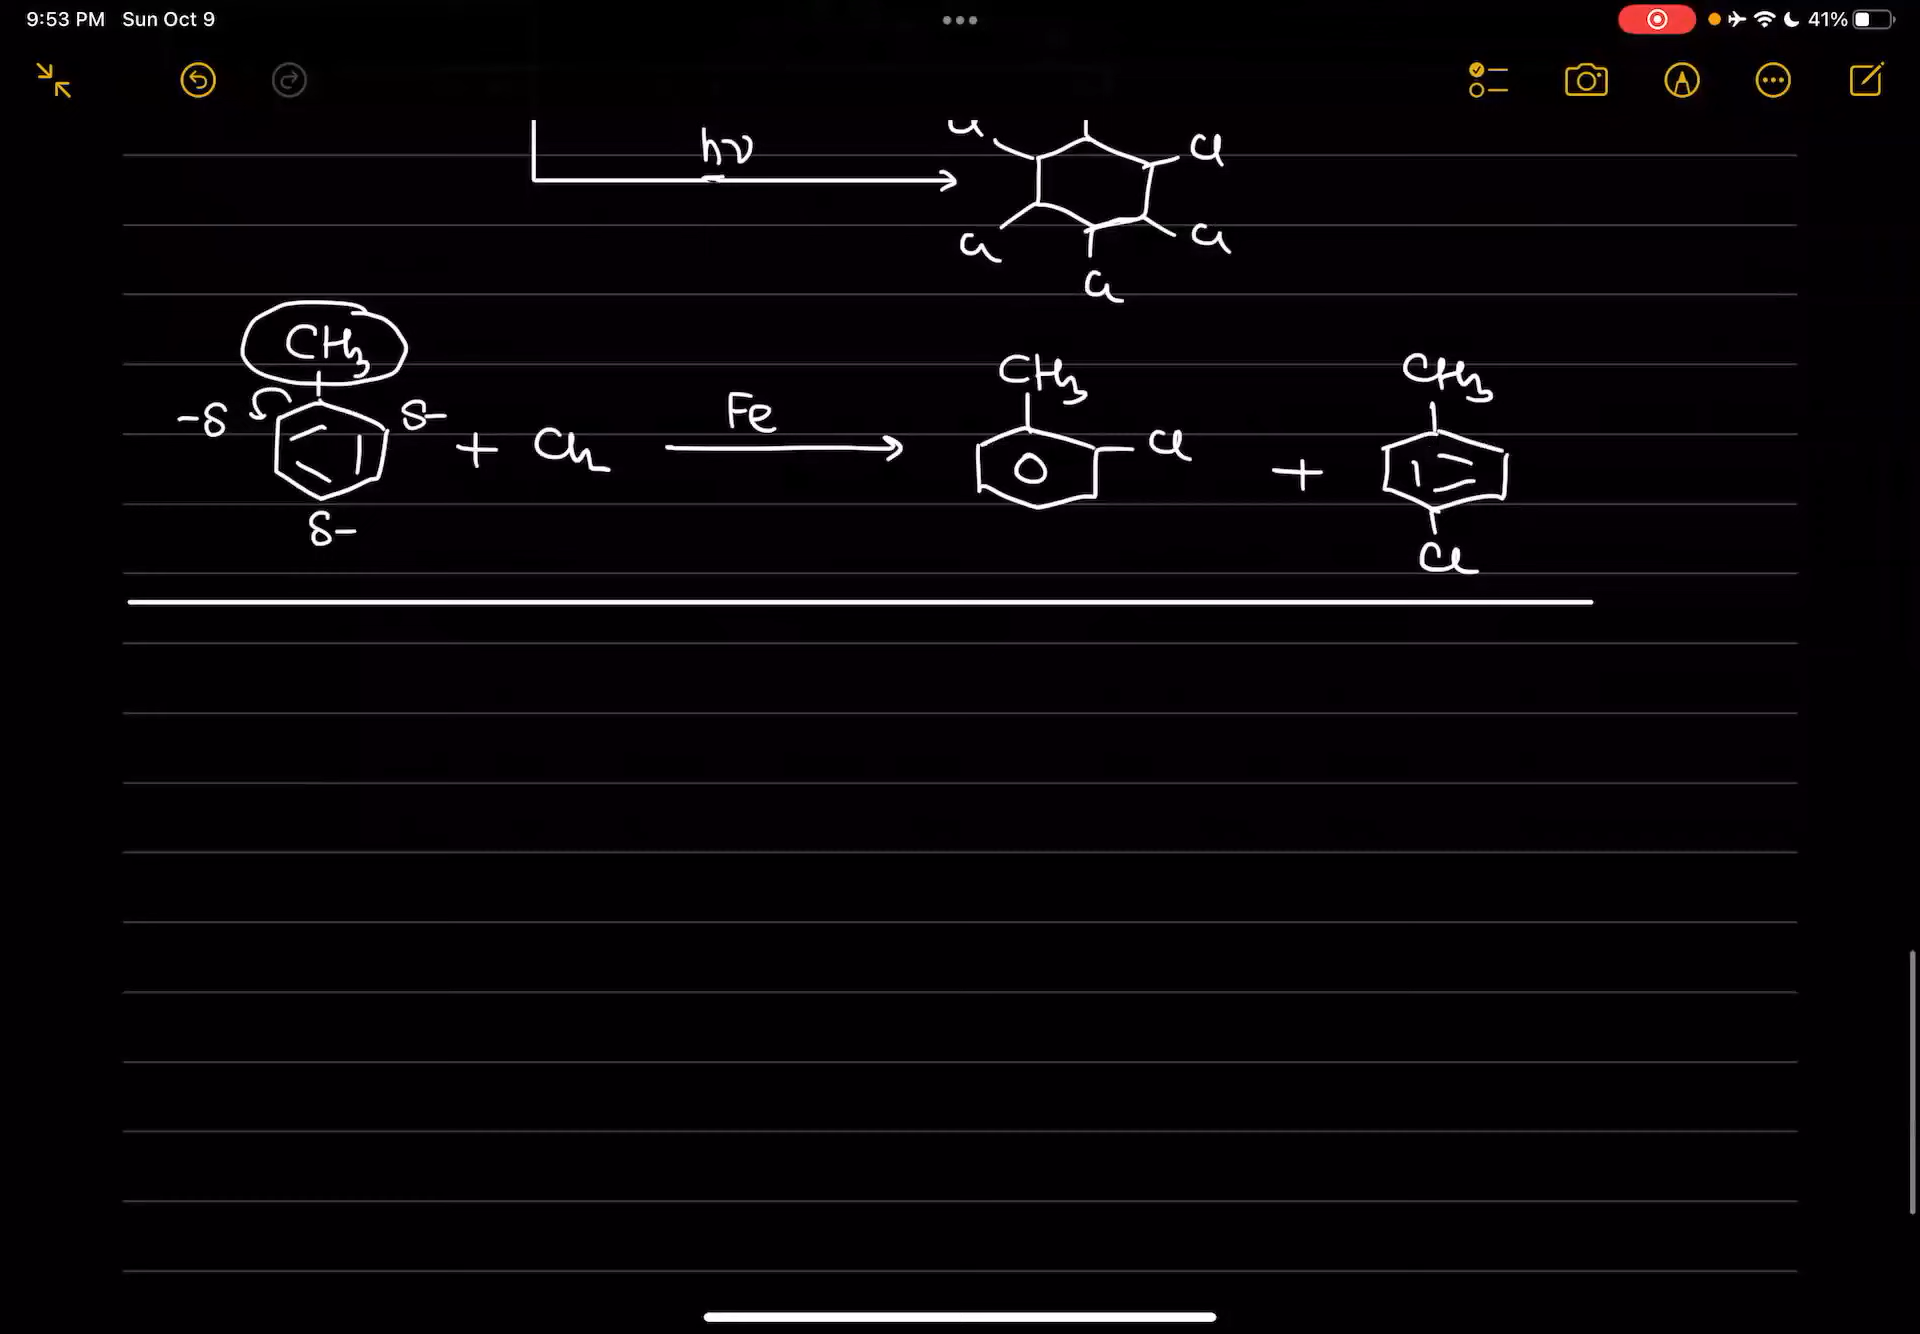 9:53 PM Sun Oct 9
41%
hν
Cl
Cl
Cl
Cl
Cl
CH3
-δ
δ-
δ-
+ Cl2
Fe
CH3
Cl
+
CH3
Cl